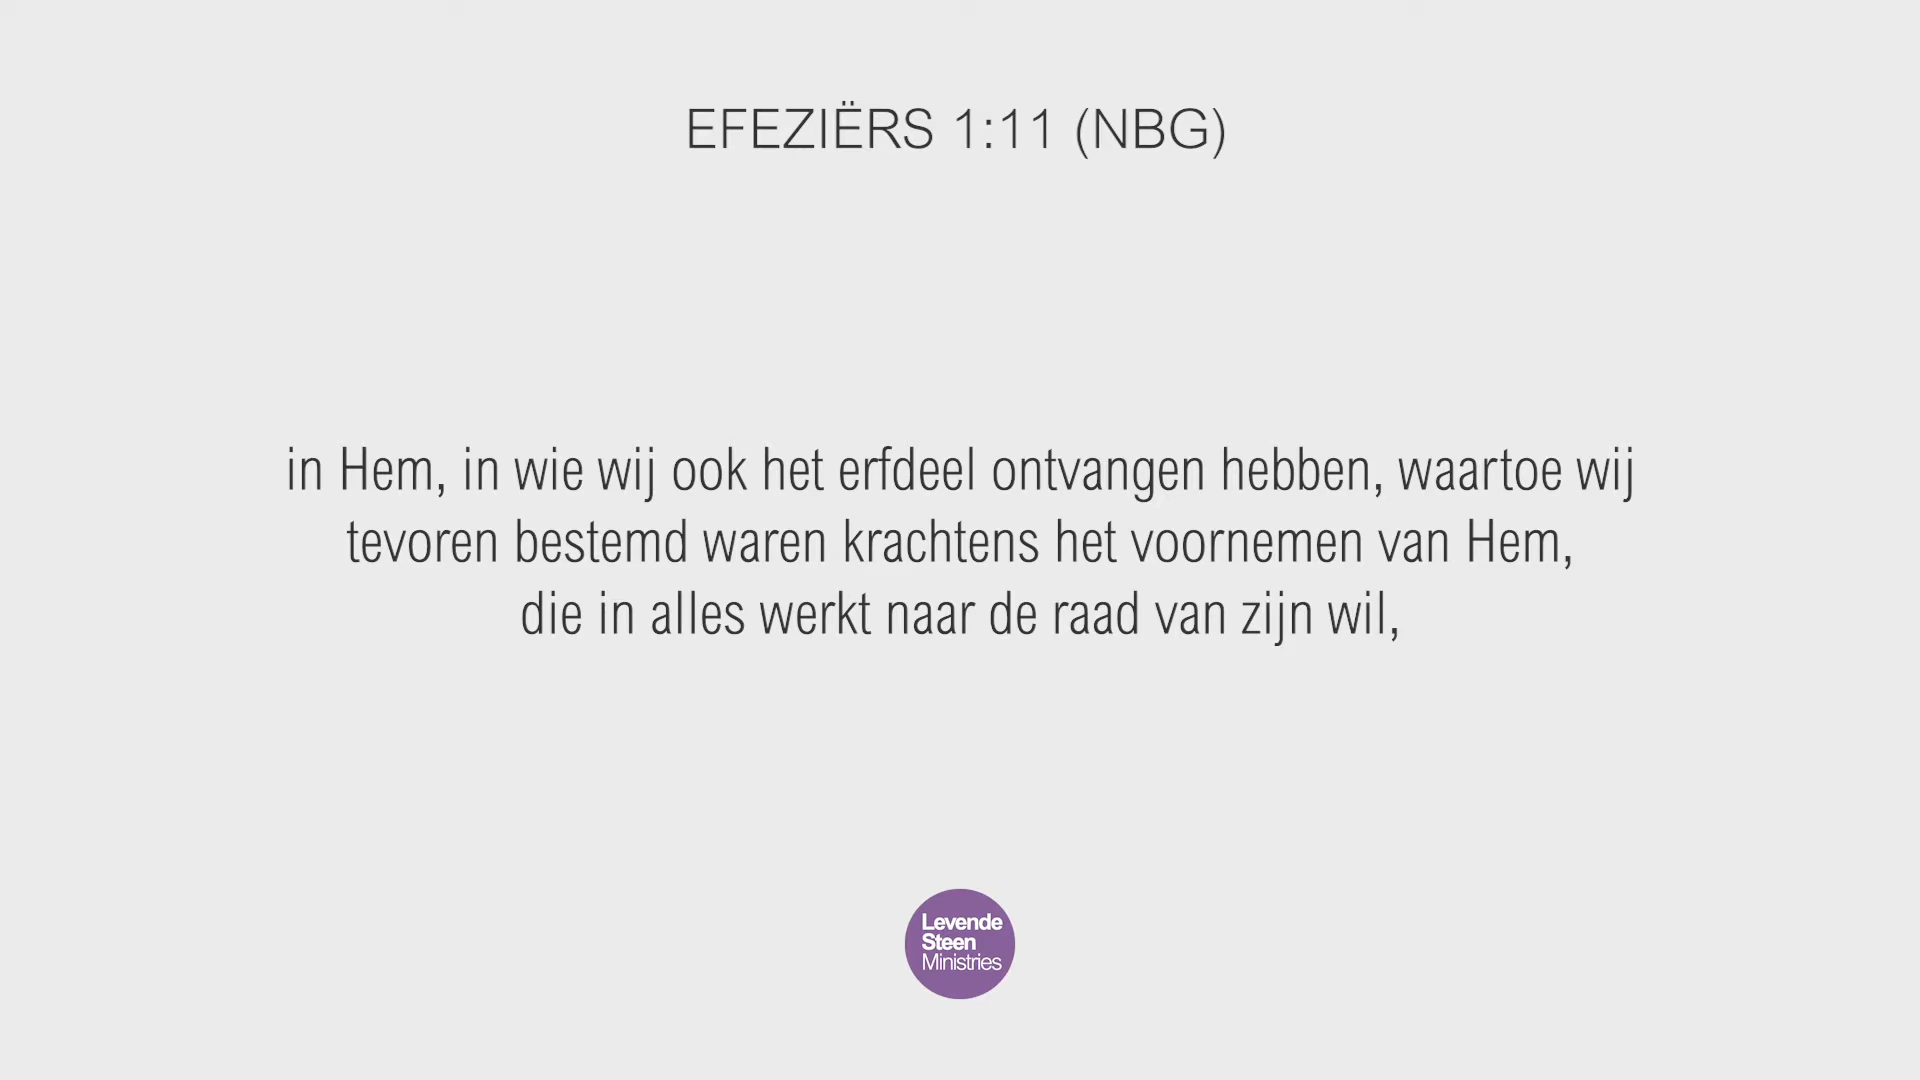 EFEZIËRS 1:11 (NBG)
in Hem, in wie wij ook het erfdeel ontvangen hebben, waartoe wij
tevoren bestemd waren krachtens het voornemen van Hem,
die in alles werkt naar de raad van zijn wil,
Levende
Steen
Ministries